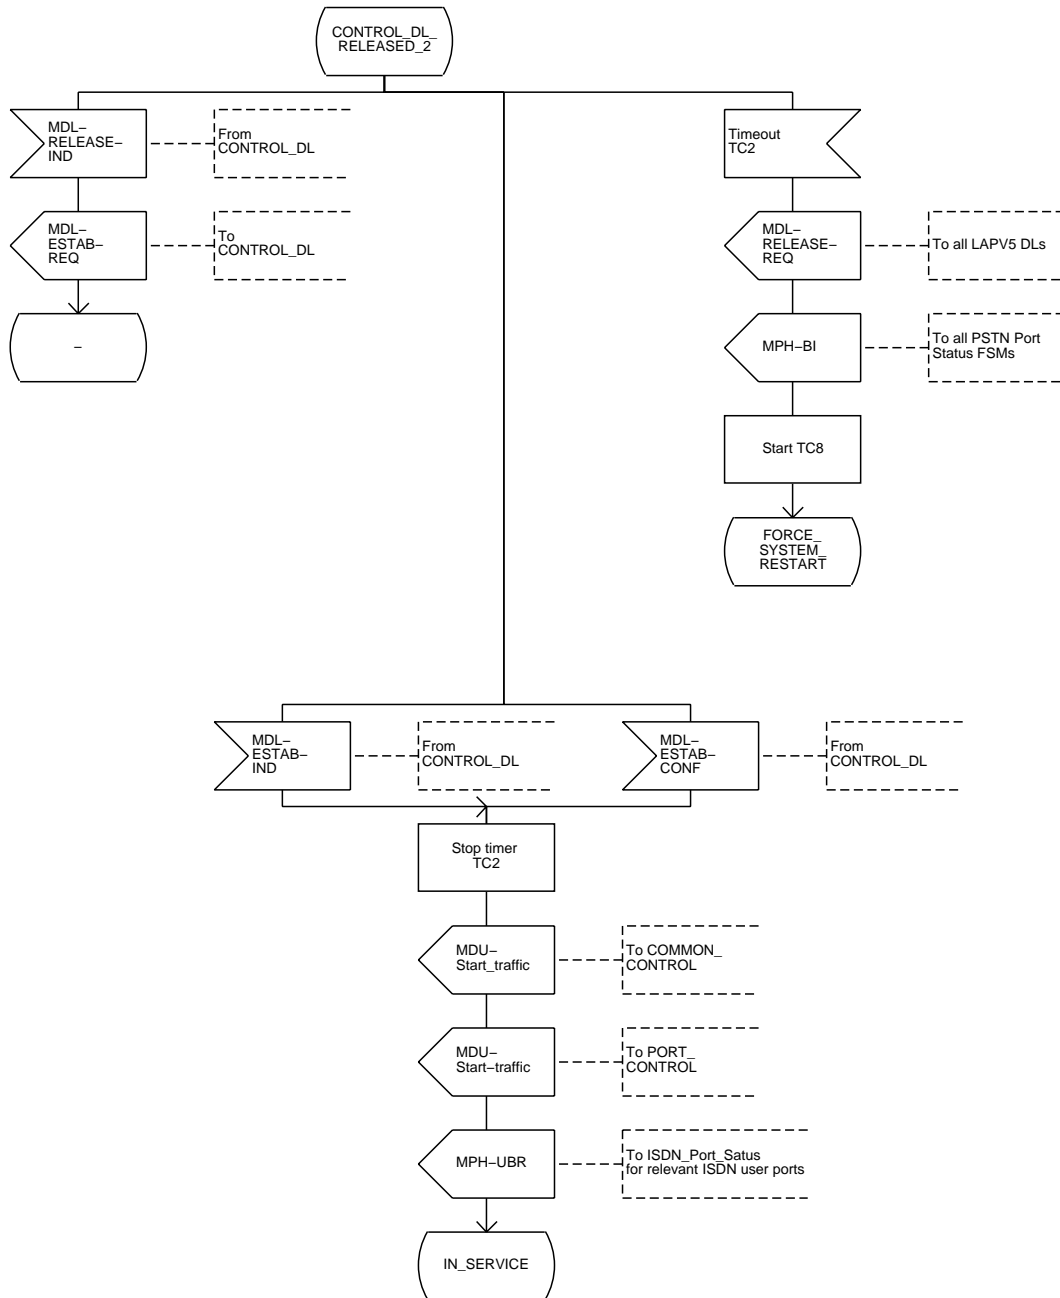 CONTROL_DL_
RELEASED_2
MDL–
RELEASE–
IND
From
CONTROL_DL
Timeout
TC2
MDL–
ESTAB–
REQ
To
CONTROL_DL
MDL–
RELEASE–
REQ
To all LAPV5 DLs
–
MPH–BI
To all PSTN Port
Status FSMs
Start TC8
FORCE_
SYSTEM_
RESTART
MDL–
ESTAB–
IND
From
CONTROL_DL
MDL–
ESTAB–
CONF
From
CONTROL_DL
Stop timer
TC2
MDU–
Start_traffic
To COMMON_
CONTROL
MDU–
Start–traffic
To PORT_
CONTROL
MPH–UBR
To ISDN_Port_Satus
for relevant ISDN user ports
IN_SERVICE